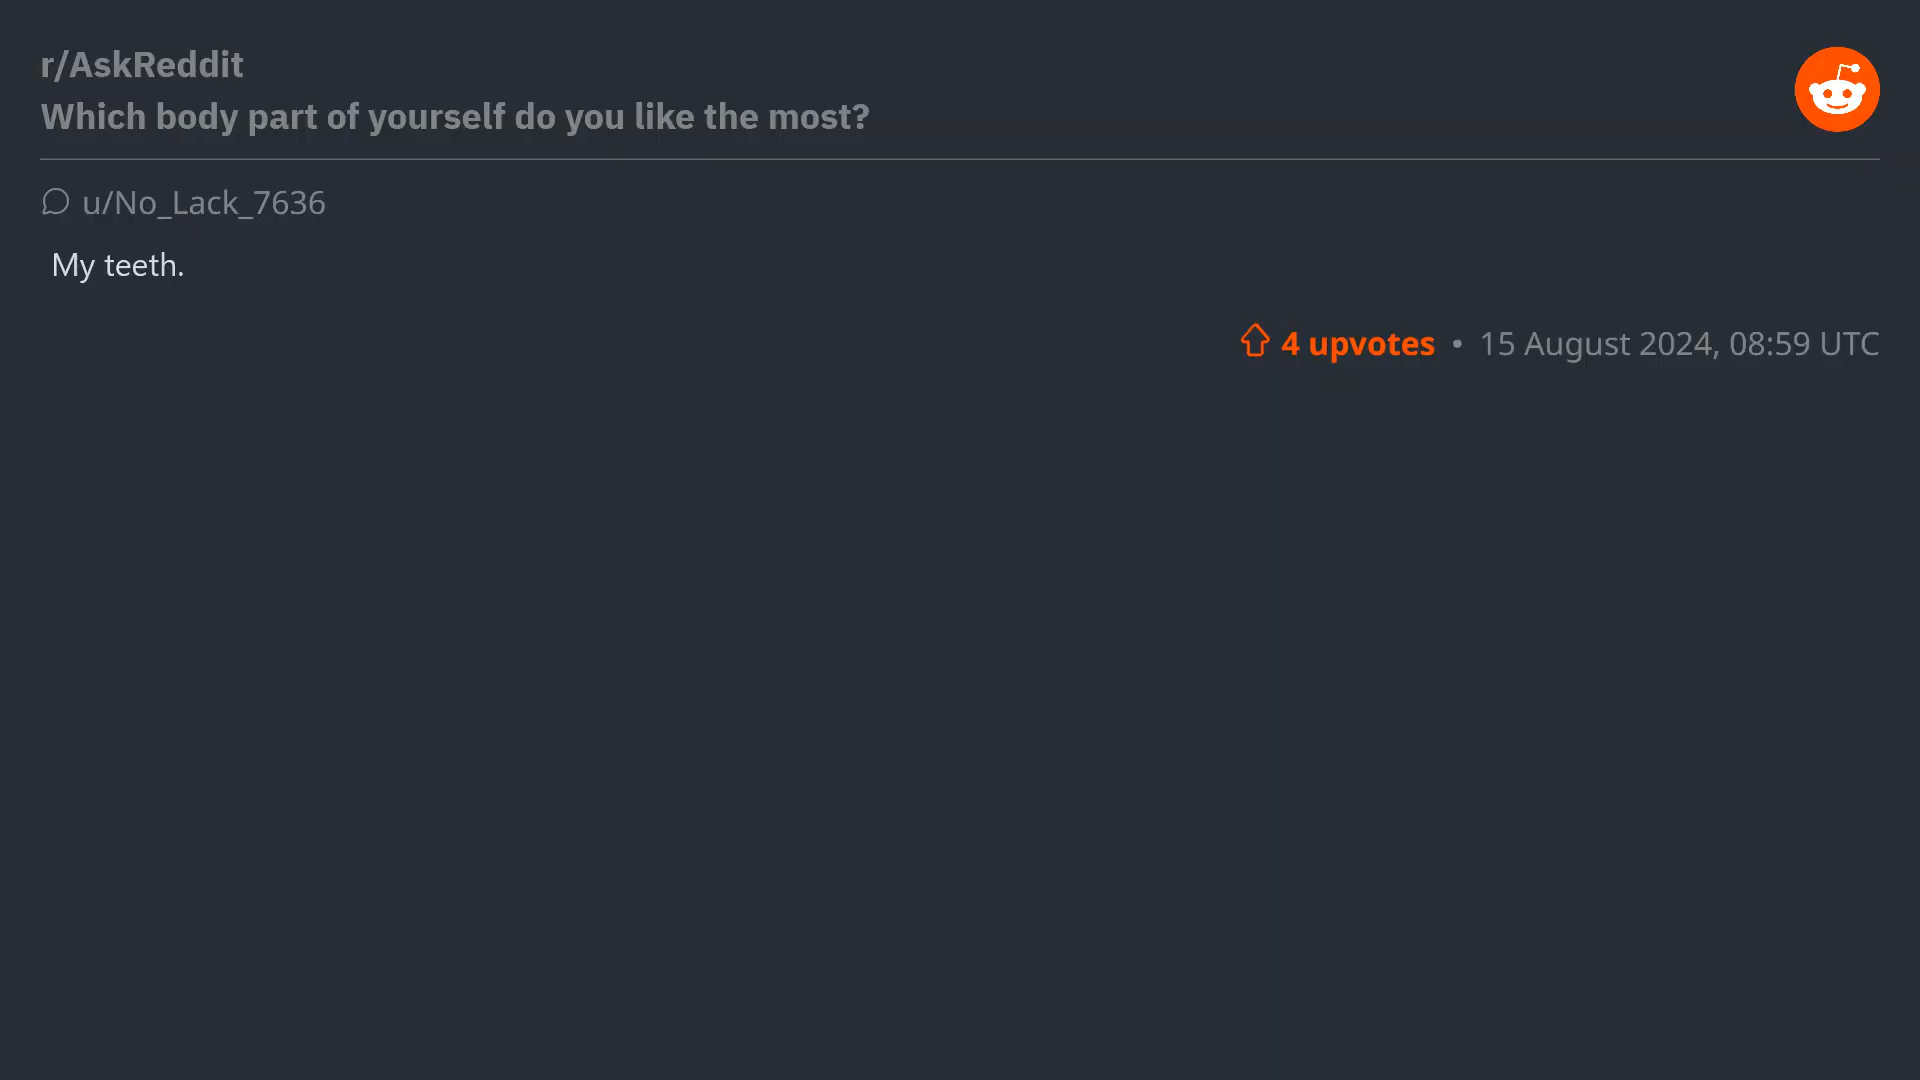 r/AskReddit
Which body part of yourself do you like the most?
u/No_Lack_7636
My teeth.
4 upvotes • 15 August 2024, 08:59 UTC